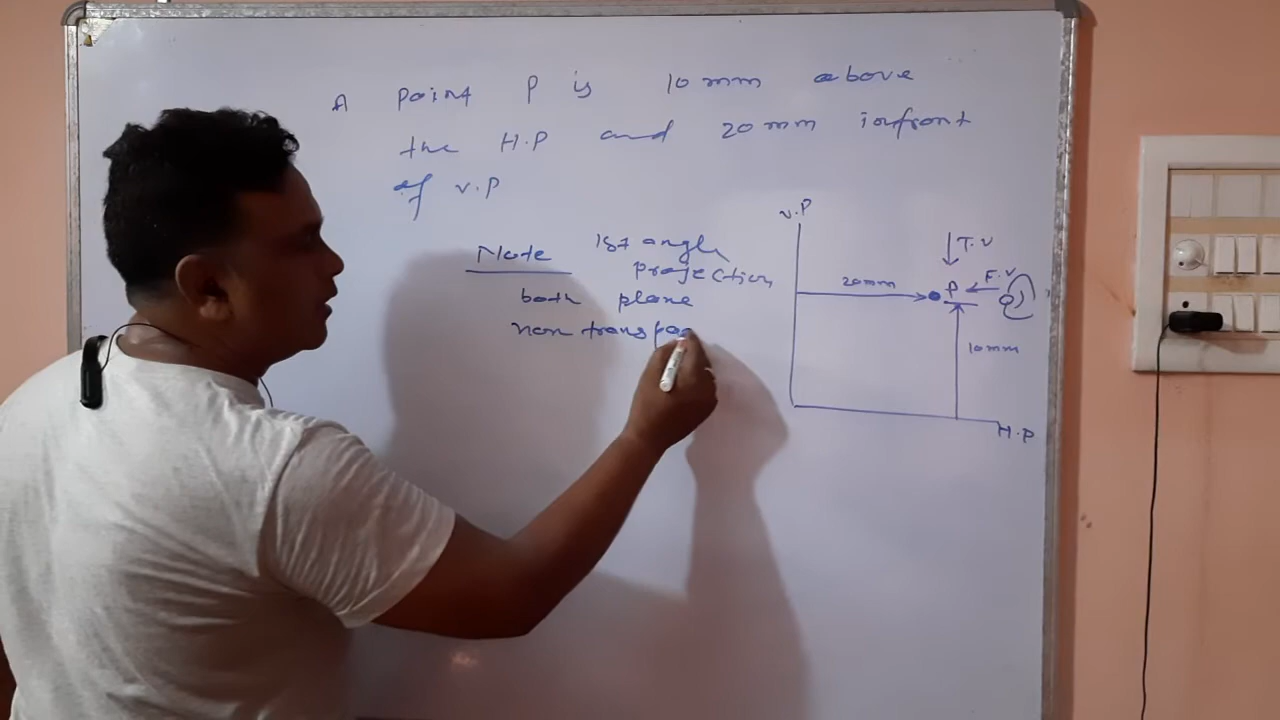 A point P is 10 mm above
the H.P and 20 mm infront
of V.P
Note 1st angle
projection
both plane
non transpa
V.P
T.V
F.V
P
20mm
10mm
H.P